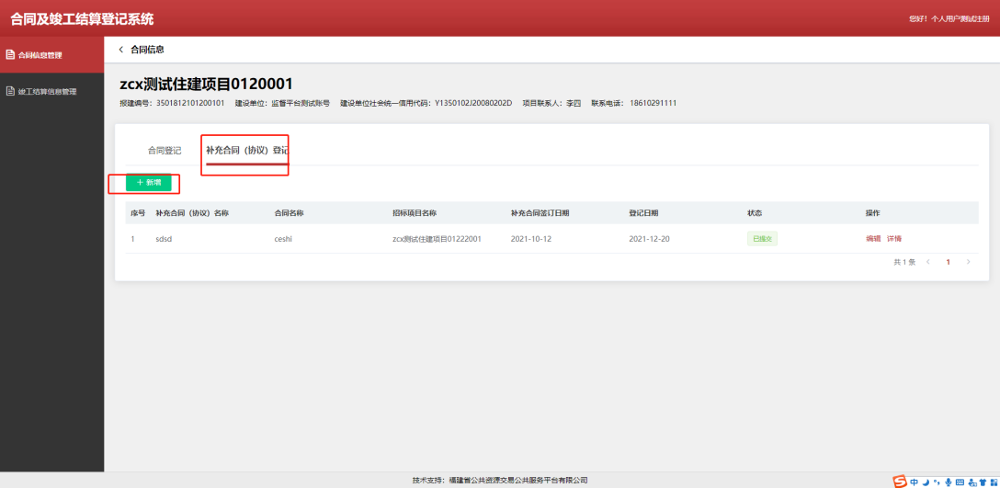 合同及竣工结算登记系统
您好！个人用户测试注册
合同信息管理
竣工结算信息管理
合同信息
zcx测试住建项目0120001
报建编号：3501812101200101 建设单位：监督平台测试账号 建设单位社会统一信用代码：Y1350102J20080202D 项目联系人：李四 联系电话：18610291111
合同登记 补充合同（协议）登记
＋新增
序号 补充合同（协议）名称 合同名称 招标项目名称 补充合同签订日期 登记日期 状态 操作
1 sdsd ceshi zcx测试住建项目01222001 2021-10-12 2021-12-20 已提交 编辑 详情
共 1 条 1
技术支持：福建省公共资源交易公共服务平台有限公司
中